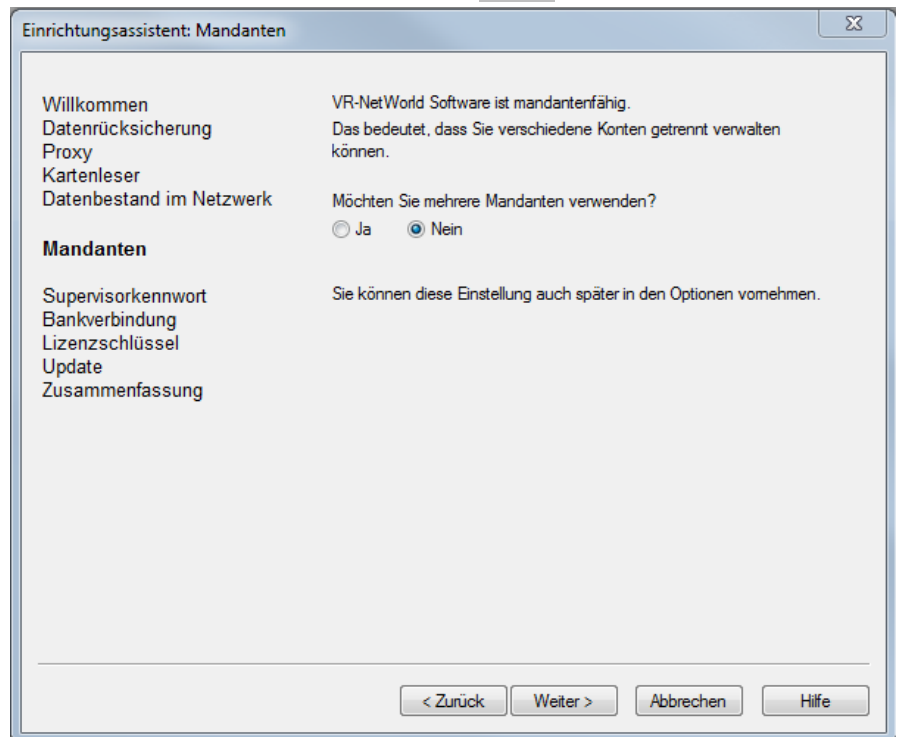 Einrichtungsassistent: Mandanten
Willkommen
Datenrücksicherung
Proxy
Kartenleser
Datenbestand im Netzwerk
Mandanten
Supervisorkennwort
Bankverbindung
Lizenzschlüssel
Update
Zusammenfassung
VR-NetWorld Software ist mandantenfähig.
Das bedeutet, dass Sie verschiedene Konten getrennt verwalten
können.
Möchten Sie mehrere Mandanten verwenden?
Ja Nein
Sie können diese Einstellung auch später in den Optionen vornehmen.
< Zurück Weiter > Abbrechen Hilfe